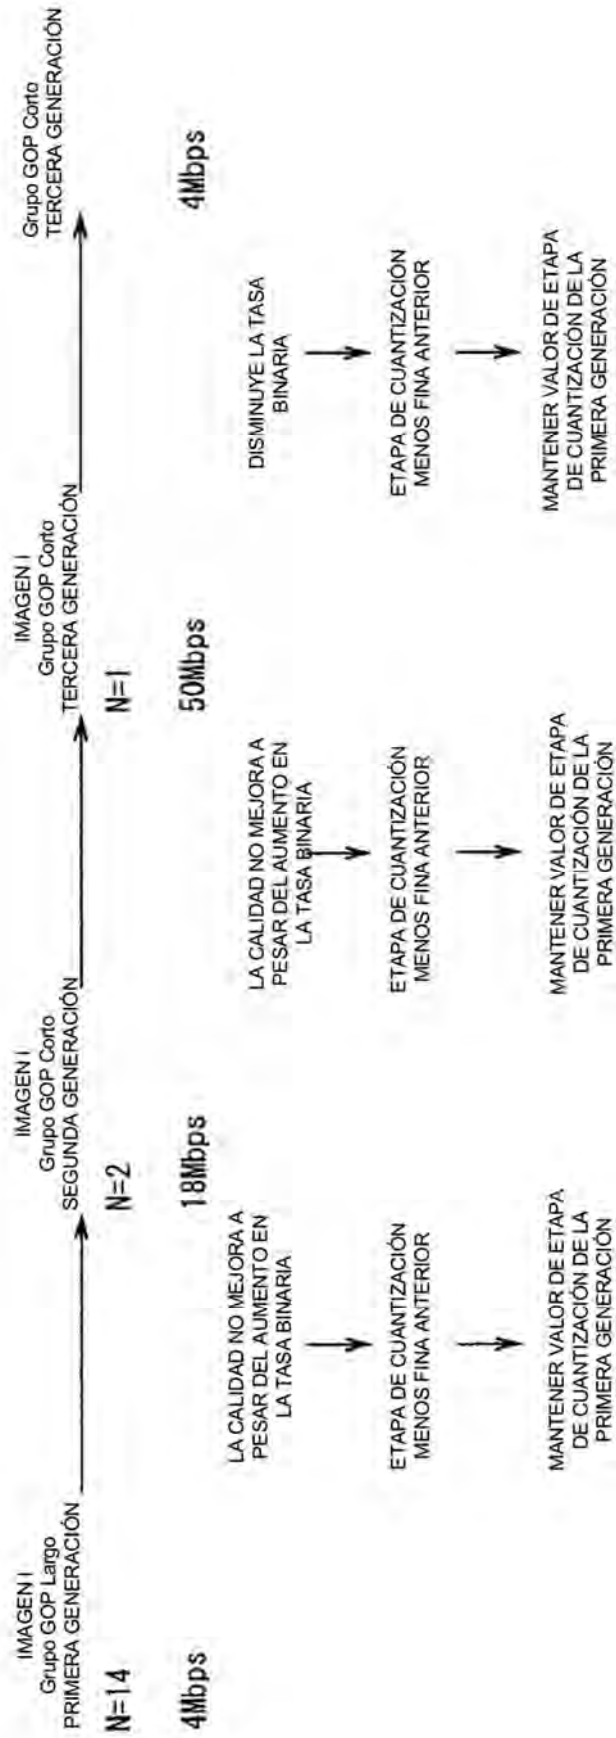 IMAGEN I
Grupo GOP Largo
PRIMERA GENERACIÓN
N=14
4Mbps
LA CALIDAD NO MEJORA A
PESAR DEL AUMENTO EN
LA TASA BINARIA
ETAPA DE CUANTIZACIÓN
MENOS FINA ANTERIOR
MANTENER VALOR DE ETAPA
DE CUANTIZACIÓN DE LA
PRIMERA GENERACIÓN
IMAGEN I
Grupo GOP Corto
SEGUNDA GENERACIÓN
N=2
18Mbps
LA CALIDAD NO MEJORA A
PESAR DEL AUMENTO EN
LA TASA BINARIA
ETAPA DE CUANTIZACIÓN
MENOS FINA ANTERIOR
MANTENER VALOR DE ETAPA
DE CUANTIZACIÓN DE LA
PRIMERA GENERACIÓN
IMAGEN I
Grupo GOP Corto
TERCERA GENERACIÓN
N=1
50Mbps
DISMINUYE LA TASA
BINARIA
ETAPA DE CUANTIZACIÓN
MENOS FINA ANTERIOR
MANTENER VALOR DE ETAPA
DE CUANTIZACIÓN DE LA
PRIMERA GENERACIÓN
Grupo GOP Corto
TERCERA GENERACIÓN
4Mbps